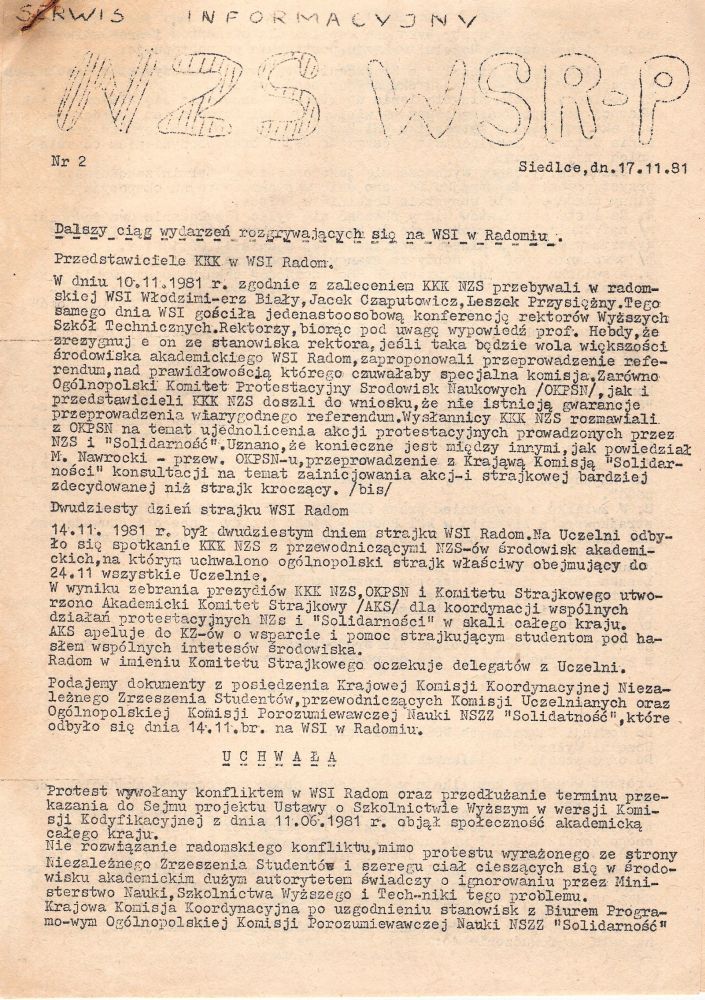 SERWIS INFORMACYJNY
NZS WSR-P
Nr 2
Siedlce,dn.17.11.81
Dalszy ciąg wydarzeń rozgrywających się na WSI w Radomiu .
Przedstawiciele KKK w WSI Radom.
W dniu 10.11.1981 r. zgodnie z zaleceniem KKK NZS przebywali w radom-
skiej WSI Włodzimi-erz Biały,Jacek Czaputowicz,Leszek Przysiężny.Tego
samego dnia WSI gościła jedenastoosobową konferencję rektorów Wyższych
Szkół Technicznych.Rektorzy,biorąc pod uwagę wypowiedź prof. Hebdy,że
zrezygnuj e on ze stanowiska rektora,jeśli taka będzie wola większości
środowiska akademickiego WSI Radom,zaproponowali przeprowadzenie refe-
rendum,nad prawidłowością którego czuwałaby specjalna komisja.Zarówno
Ogólnopolski Komitet Protestacyjny Srodowisk Naukowych /OKPSN/,jak i
przedstawicieli KKK NZS doszli do wniosku,że nie istnieją gwarancje
przeprowadzenia wiarygodnego referendum.Wysłannicy KKK NZS rozmawiali
z OKPSN na temat ujednolicenia akcji protestacyjnych prowadzonych przez
NZS i "Solidarność".Uznano,że konieczne jest między innymi,jak powiedział
M. Nawrocki - przew. OKPSN-u,przeprowadzenie z Krająwą Komisją "Solidar-
ności" konsultacji na temat zainicjowania akcj-i strajkowej bardziej
zdecydowanej niż strajk kroczący. /bis/
Dwudziesty dzień strajku WSI Radom
14.11. 1981 r. był dwudziestym dniem strajku WSI Radom.Na Uczelni odby-
ło się spotkanie KKK NZS z przewodniczącymi NZS-ów środowisk akademi-
ckich,na którym uchwalono ogólnopolski strajk właściwy obejmujący do
24.11 wszystkie Uczelnie.
W wyniku zebrania prezydiów KKK NZS,OKPSN i Komitetu Strajkowego utwo-
rzono Akademicki Komitet Strajkowy /AKS/ dla koordynacji wspólnych
działań protestacyjnych NZs i "Solidarności" w skali całego kraju.
AKS apeluje do KZ-ów o wsparcie i pomoc strajkującym studentom pod ha-
słem wspólnych intetesów środowiska.
Radom w imieniu Komitetu Strajkowego oczekuje delegatów z Uczelni.
Podajemy dokumenty z posiedzenia Krajowej Komisji Koordynacyjnej Nieza-
leżnego Zrzeszenia Studentów,przewodniczących Komisji Uczelnianych oraz
Ogólnopolskiej Komisji Porozumiewawczej Nauki NSZZ "Solidatność",które
odbyło się dnia 14.11.br. na WSI w Radomiu.
U C H W A Ł A
Protest wywołany konfliktem w WSI Radom oraz przedłużanie terminu prze-
kazania do Sejmu projektu Ustawy o Szkolnictwie Wyższym w wersji Komi-
sji Kodyfikacyjnej z dnia 11.06.1981 r. objął społeczność akademicką
całego kraju.
Nie rozwiązanie radomskiego konfliktu,mimo protestu wyrażonego ze strony
Niezależnego Zrzeszenia Studentów i szeregu ciał cieszących się w środo-
wisku akademickim dużym autorytetem świadczy o ignorowaniu przez Mini-
sterstwo Nauki,Szkolnictwa Wyższego i Tech-niki tego problemu.
Krajowa Komisja Koordynacyjna po uzgodnieniu stanowisk z Biurem Progra-
mo-wym Ogólnopolskiej Komisji Porozumiewawczej Nauki NSZZ "Solidarność"